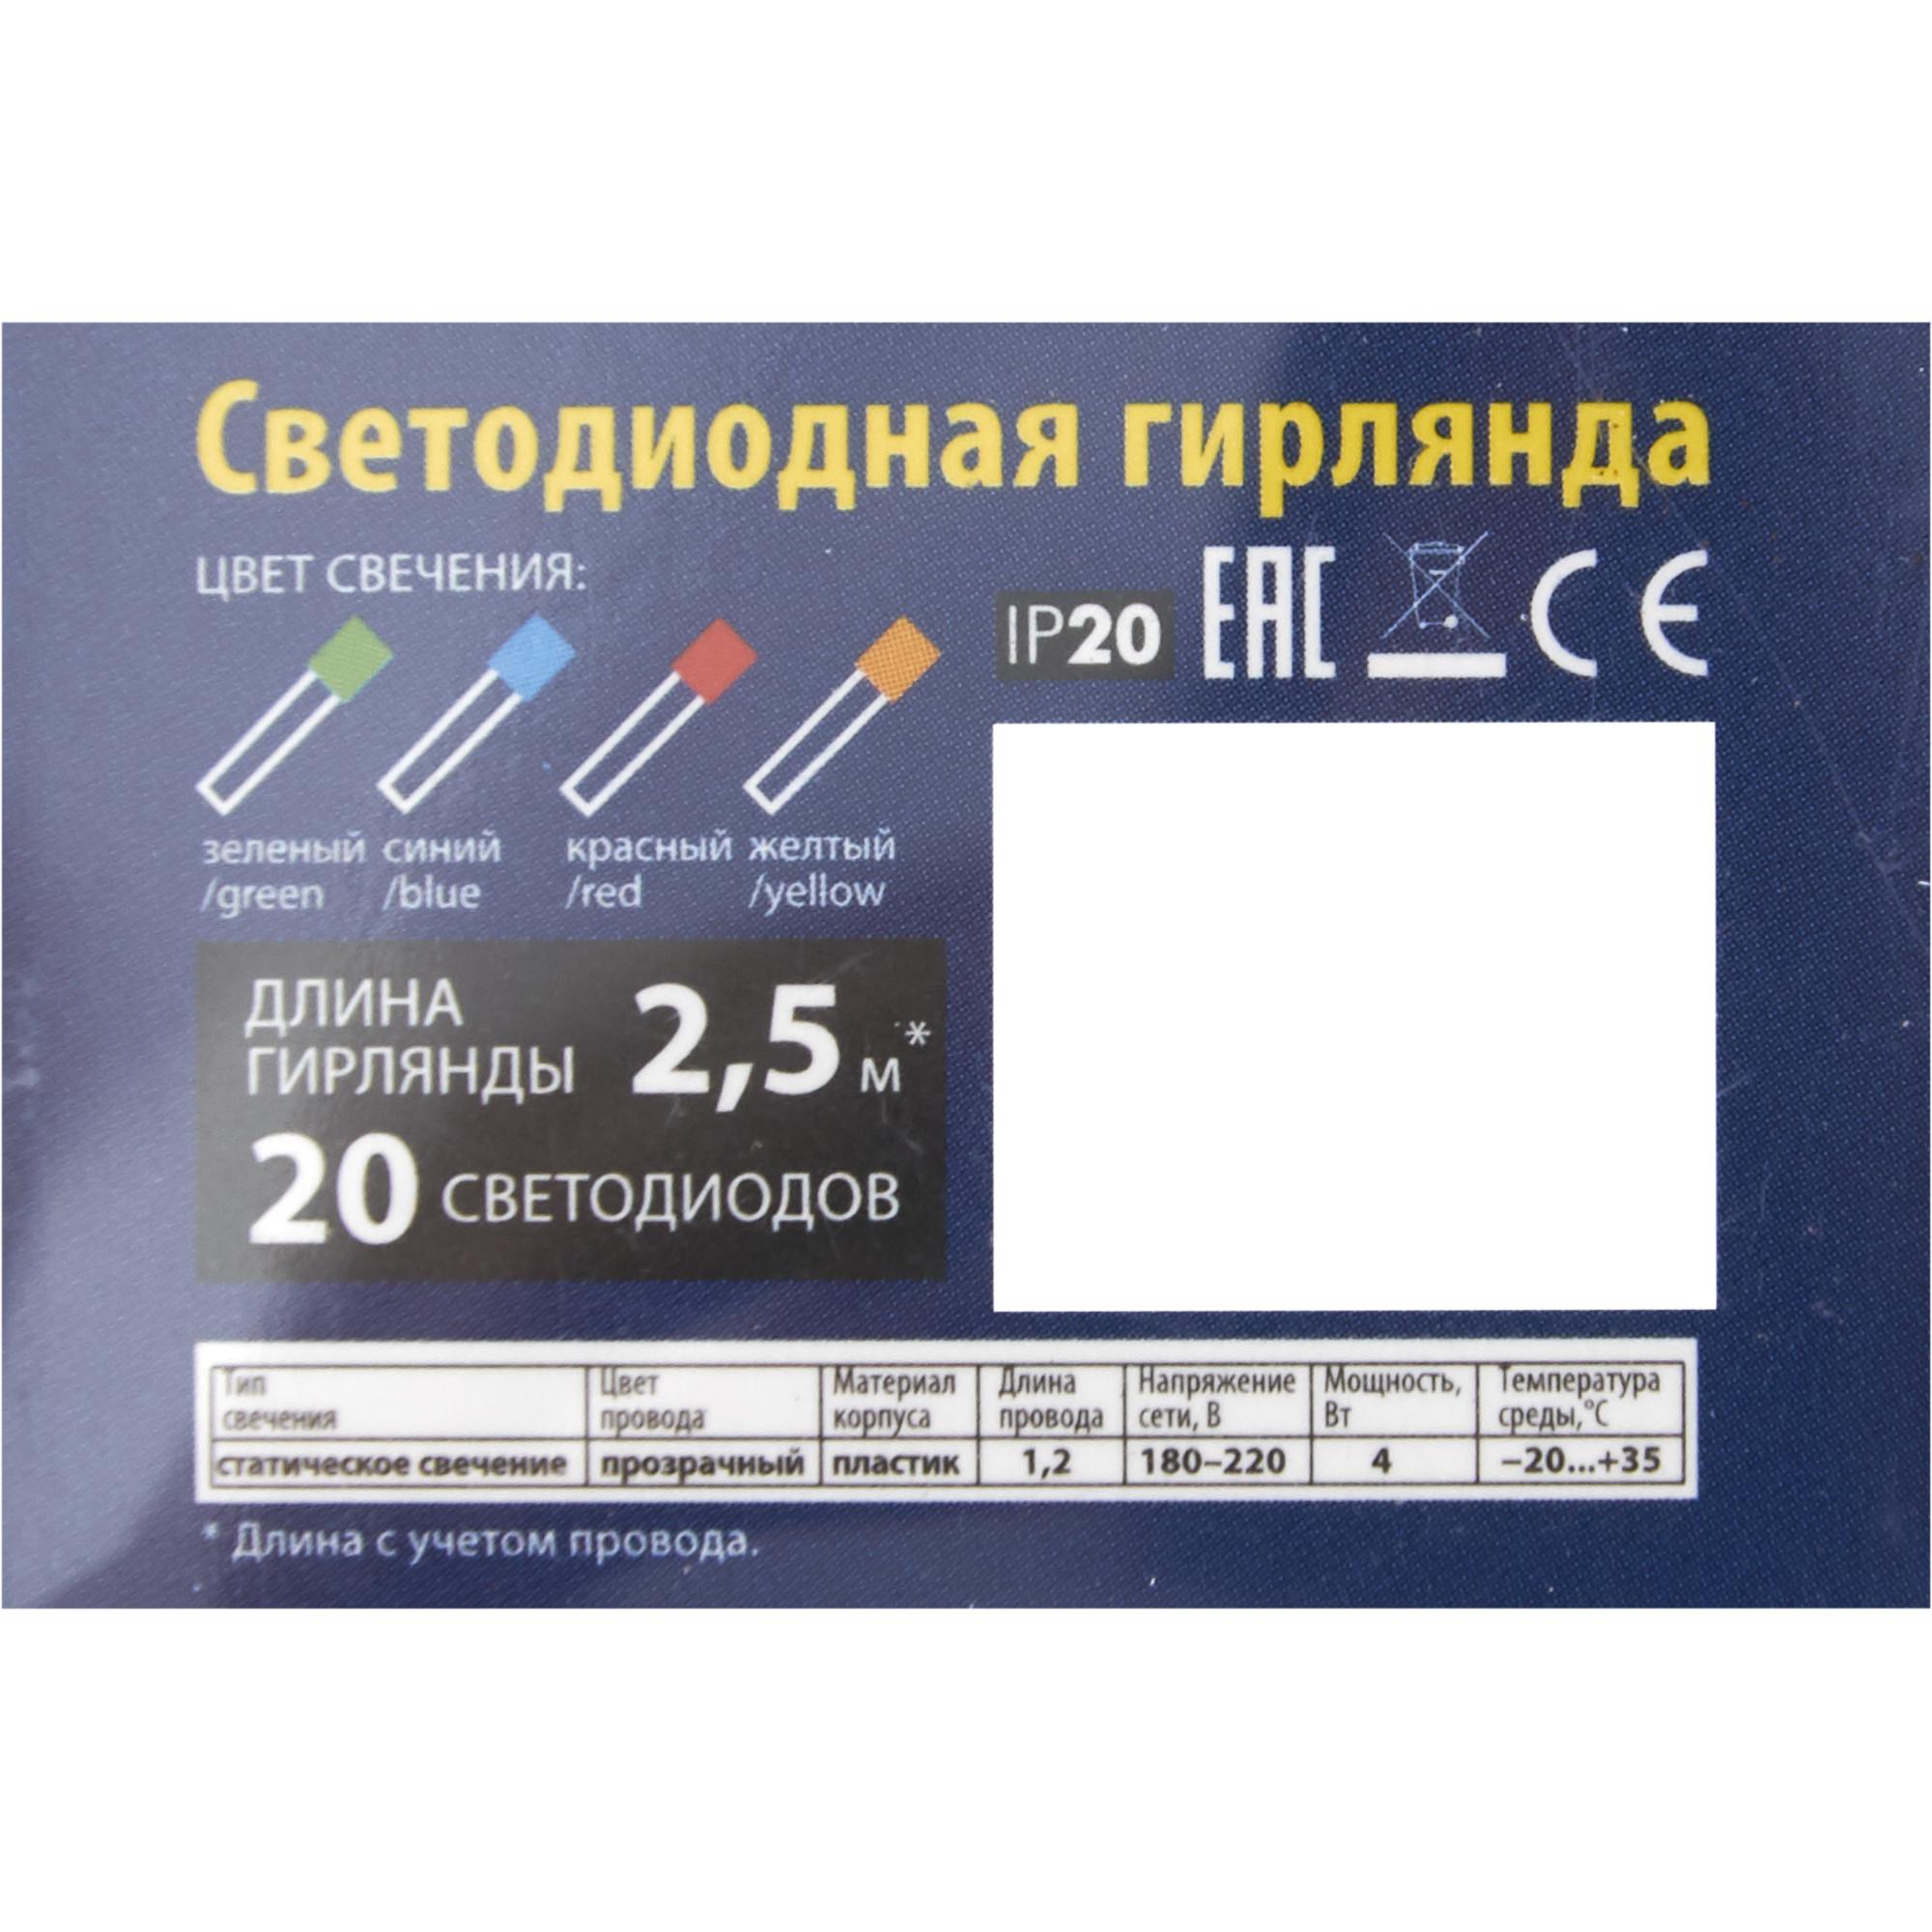 Светодиодная гирлянда
ЦВЕТ СВЕЧЕНИЯ:
IP20 EAC CE
зеленый синий красный желтый
/green /blue /red /yellow
ДЛИНА
ГИРЛЯНДЫ 2,5 м*
20 СВЕТОДИОДОВ
Тип Цвет Материал Длина Напряжение Мощность, Температура
свечения провода корпуса провода сети, В Вт среды,°С
статическое свечение прозрачный пластик 1,2 180–220 4 –20...+35
* Длина с учетом провода.